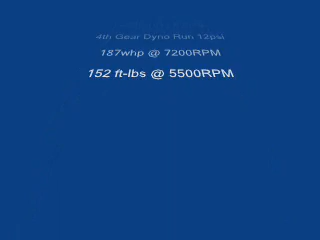 4th Gear Dyno Run 12psi
187whp @ 7200RPM
152 ft-lbs @ 5500RPM